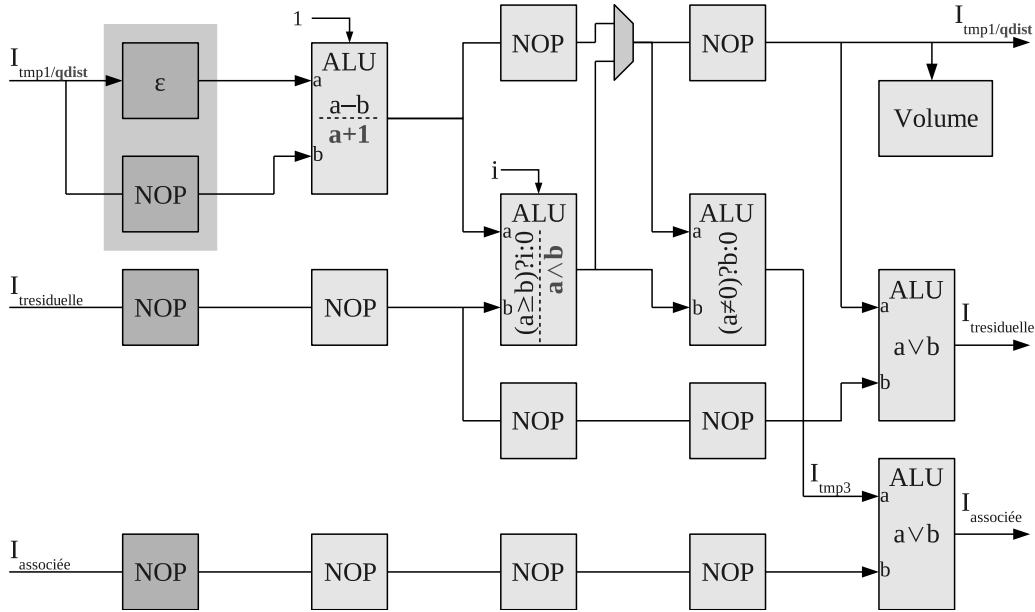 1
I tmp1/qdist
ε
ALU
a
a–b
a+1
b
NOP
NOP
NOP
I tmp1/qdist
Volume
i
ALU
a
(a≥b)?i:0
a∧b
b
ALU
a
(a≠0)?b:0
b
I tresiduelle
NOP
NOP
ALU
a
a∨b
b
I tresiduelle
NOP
NOP
I tmp3
ALU
a
a∨b
b
I associée
I associée
NOP
NOP
NOP
NOP